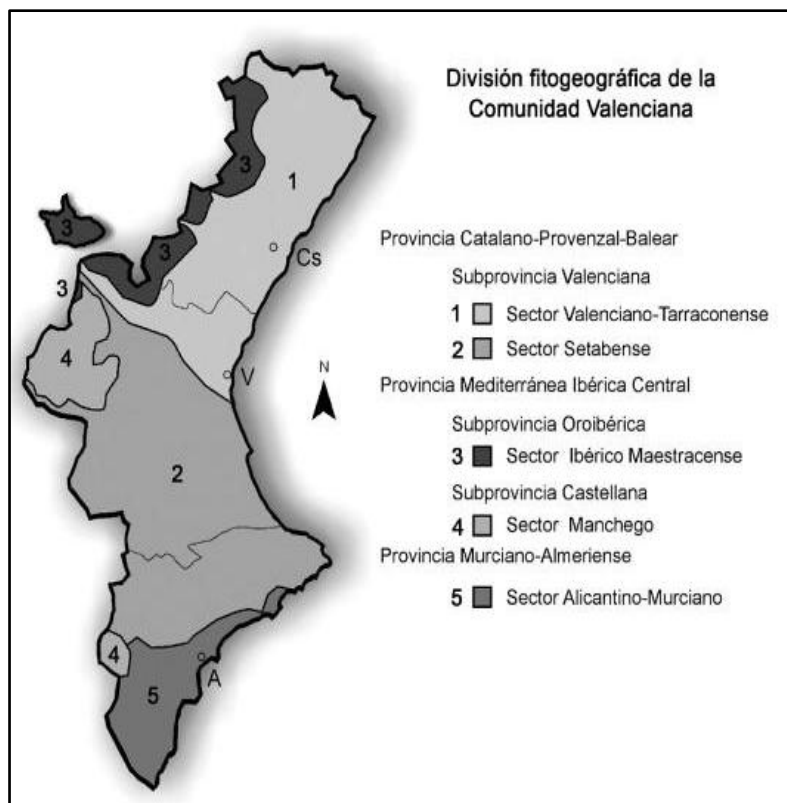 División fitogeográfica de la
Comunidad Valenciana
3
1
3
3
Cs
3
4
V
N
2
4
A
5
Provincia Catalano-Provenzal-Balear
Subprovincia Valenciana
1 Sector Valenciano-Tarraconense
2 Sector Setabense
Provincia Mediterránea Ibérica Central
Subprovincia Oroibérica
3 Sector Ibérico Maestracense
Subprovincia Castellana
4 Sector Manchego
Provincia Murciano-Almeriense
5 Sector Alicantino-Murciano